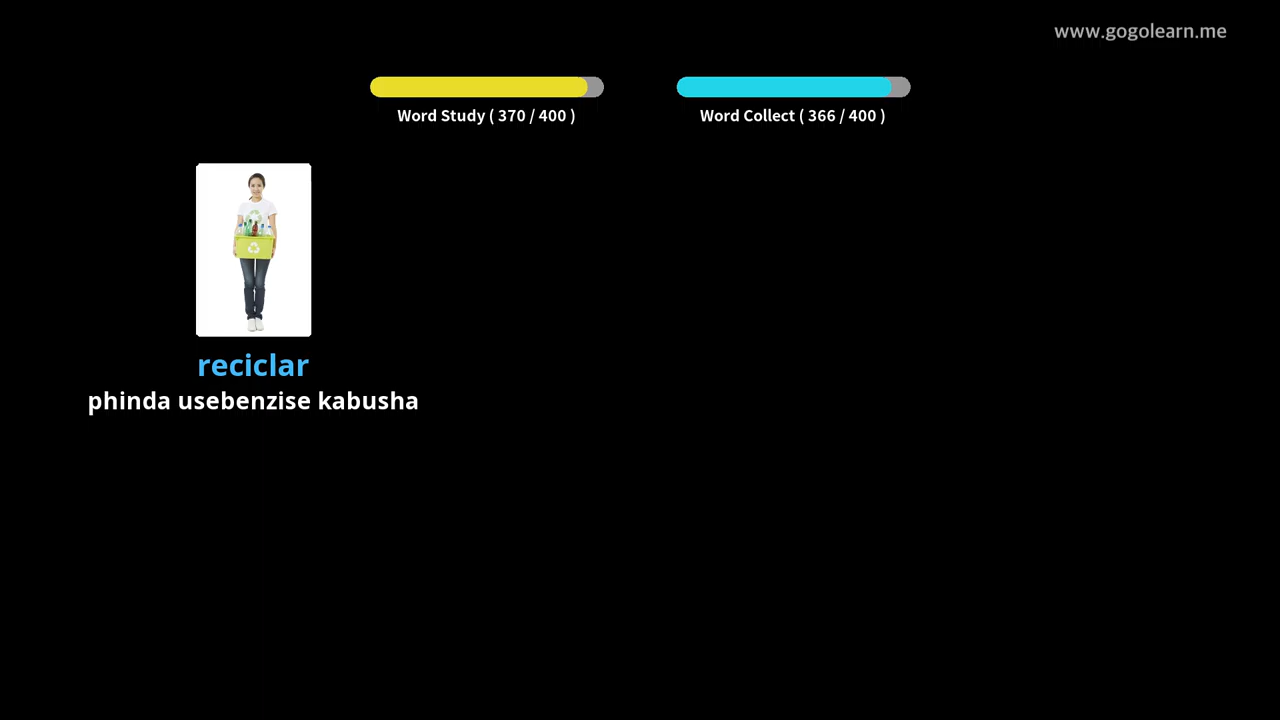 www.gogolearn.me
Word Study ( 370 / 400 )
Word Collect ( 366 / 400 )
reciclar
phinda usebenzise kabusha